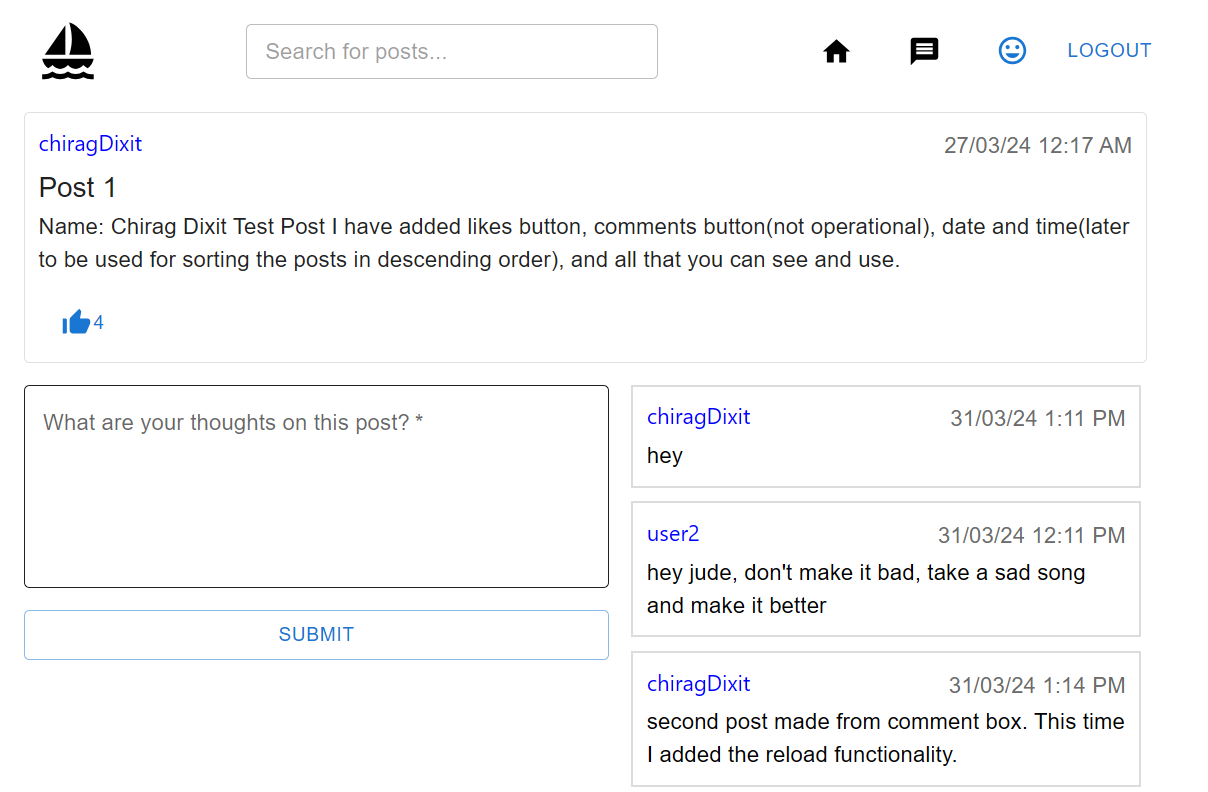 Search for posts...
LOGOUT
chiragDixit
27/03/24 12:17 AM
Post 1
Name: Chirag Dixit Test Post I have added likes button, comments button(not operational), date and time(later
to be used for sorting the posts in descending order), and all that you can see and use.
4
What are your thoughts on this post? *
SUBMIT
chiragDixit
31/03/24 1:11 PM
hey
user2
31/03/24 12:11 PM
hey jude, don't make it bad, take a sad song
and make it better
chiragDixit
31/03/24 1:14 PM
second post made from comment box. This time
I added the reload functionality.